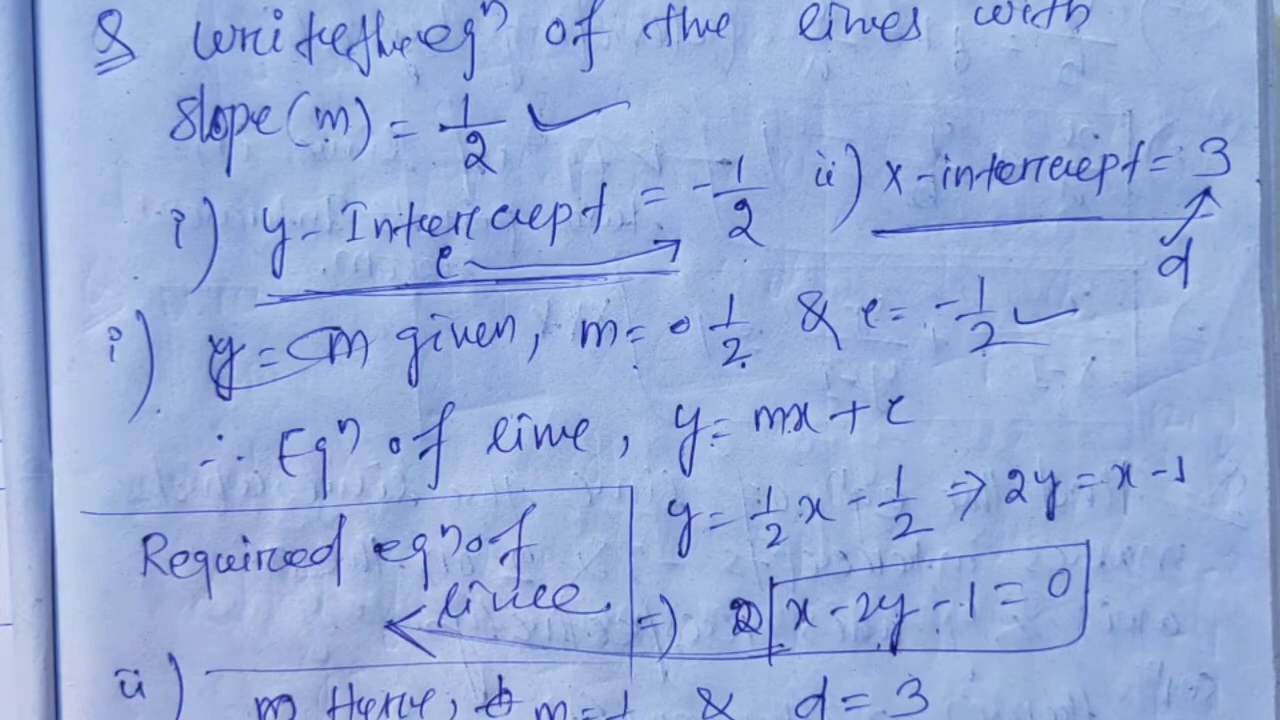 Q write the eqⁿ of the lines with
slope(m) = 1/2 ✓
i) y-Intercept = -1/2 ii) x-intercept = 3
c d
i) y = m given, m = 1/2 & c = -1/2 ✓
∴ Eqⁿ of line, y = mx + c
y = 1/2 x - 1/2 ⇒ 2y = x - 1
Required eqⁿ of
line ⇒ x - 2y - 1 = 0
ii) Here, m = 1 & d = 3